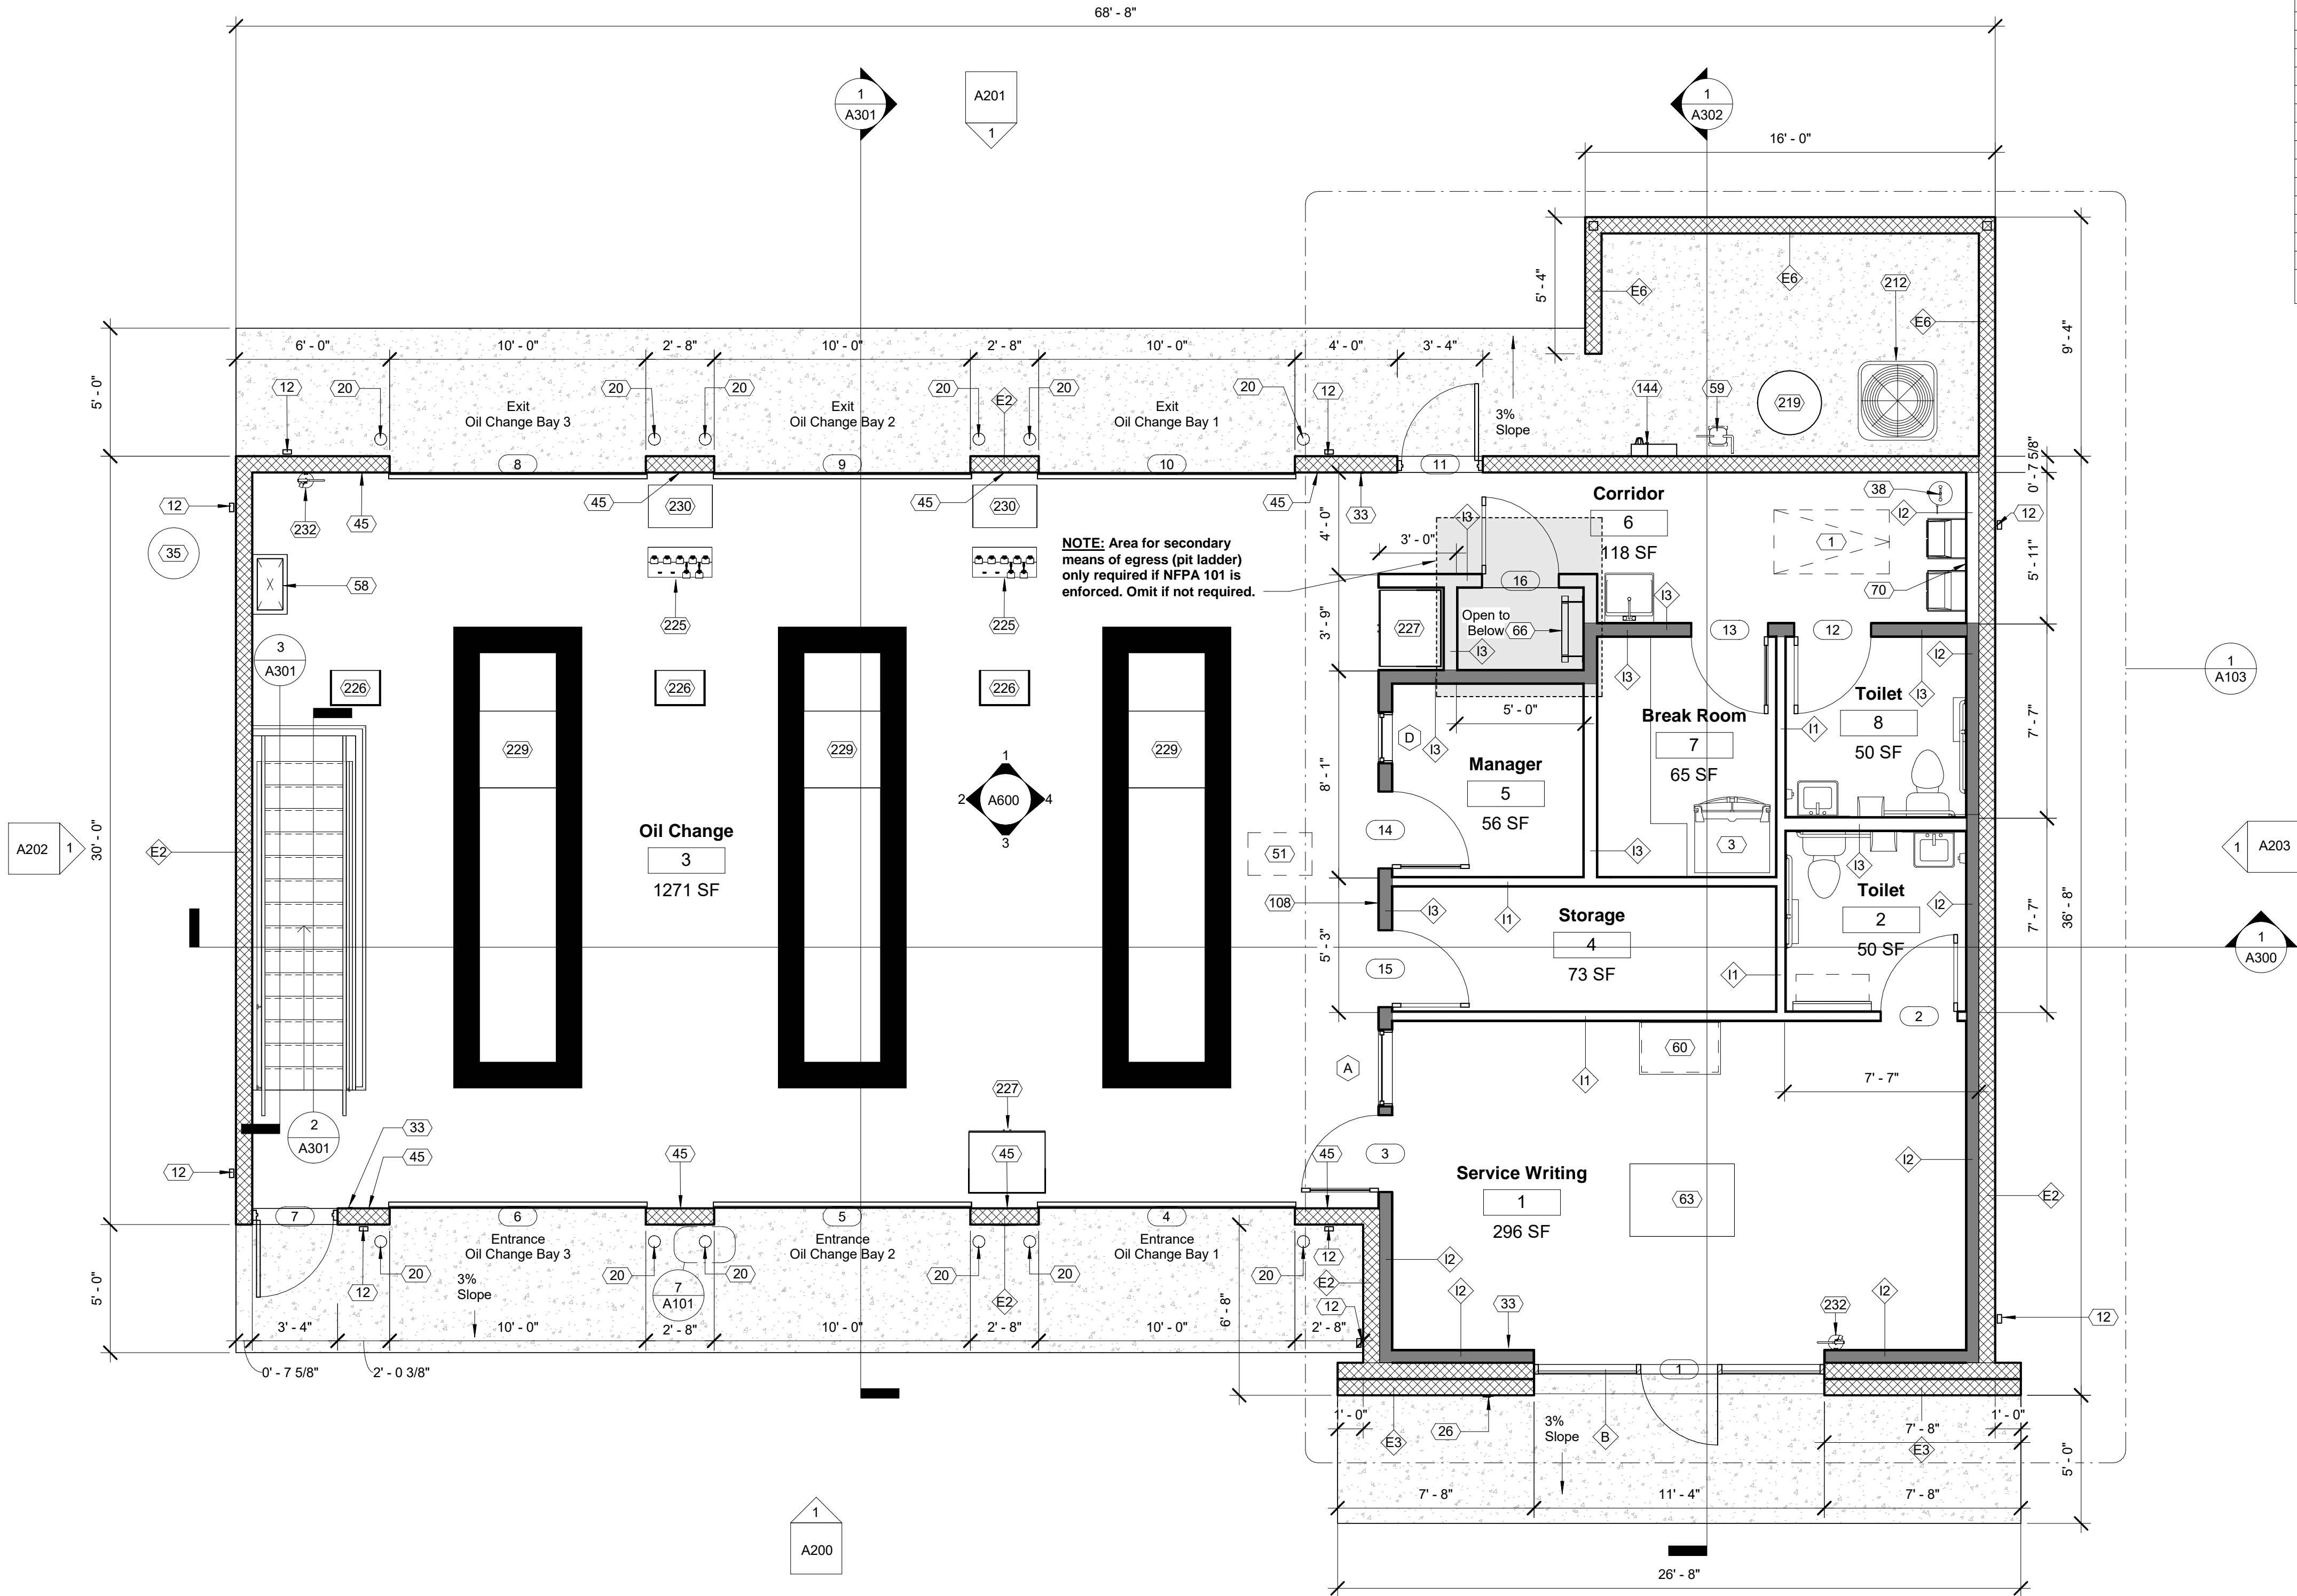 68' - 8"
1
A301
A201
1
1
A302
16' - 0"
5' - 4"
E6
E6
212
E6
9' - 4"
5' - 0"
6' - 0"
10' - 0"
2' - 8"
10' - 0"
2' - 8"
10' - 0"
4' - 0"
3' - 4"
12
20
20
20
20
E2
20
20
12
Exit
Oil Change Bay 3
Exit
Oil Change Bay 2
Exit
Oil Change Bay 1
3%
Slope
144
59
219
0' - 7 5/8"
8
9
10
11
12
232
45
45
230
45
230
45
33
Corridor
6
118 SF
38
I2
12
1
35
58
225
225
NOTE: Area for secondary
means of egress (pit ladder)
only required if NFPA 101 is
enforced. Omit if not required.
4' - 0"
3' - 0"
I3
16
I3
70
5' - 11"
3' - 9"
227
Open to
Below
66
I3
13
12
3
A301
226
226
226
I3
I2
I3
1
A103
5' - 0"
D
I3
Toilet
8
50 SF
Break Room
7
65 SF
I1
7' - 7"
229
229
229
1
2
A600
4
3
Manager
5
56 SF
8' - 1"
14
Oil Change
3
1271 SF
A202
1
30' - 0"
E2
51
I3
3
I3
1
A203
108
I3
I1
Storage
4
73 SF
Toilet
2
50 SF
I2
7' - 7"
36' - 8"
1
A300
5' - 3"
15
I1
2
60
A
I1
7' - 7"
227
2
A301
33
45
45
45
45
3
12
Service Writing
1
296 SF
63
I2
E2
7
6
5
4
Entrance
Oil Change Bay 3
Entrance
Oil Change Bay 2
Entrance
Oil Change Bay 1
20
20
20
20
20
20
12
12
I2
E2
12
3%
Slope
7
A101
E2
I2
33
232
I2
12
5' - 0"
3' - 4"
10' - 0"
2' - 8"
10' - 0"
2' - 8"
10' - 0"
2' - 8"
6' - 8"
0' - 7 5/8"
2' - 0 3/8"
1
1' - 0"
E3
26
3%
Slope
B
7' - 8"
E3
1' - 0"
5' - 0"
7' - 8"
11' - 4"
7' - 8"
1
A200
26' - 8"